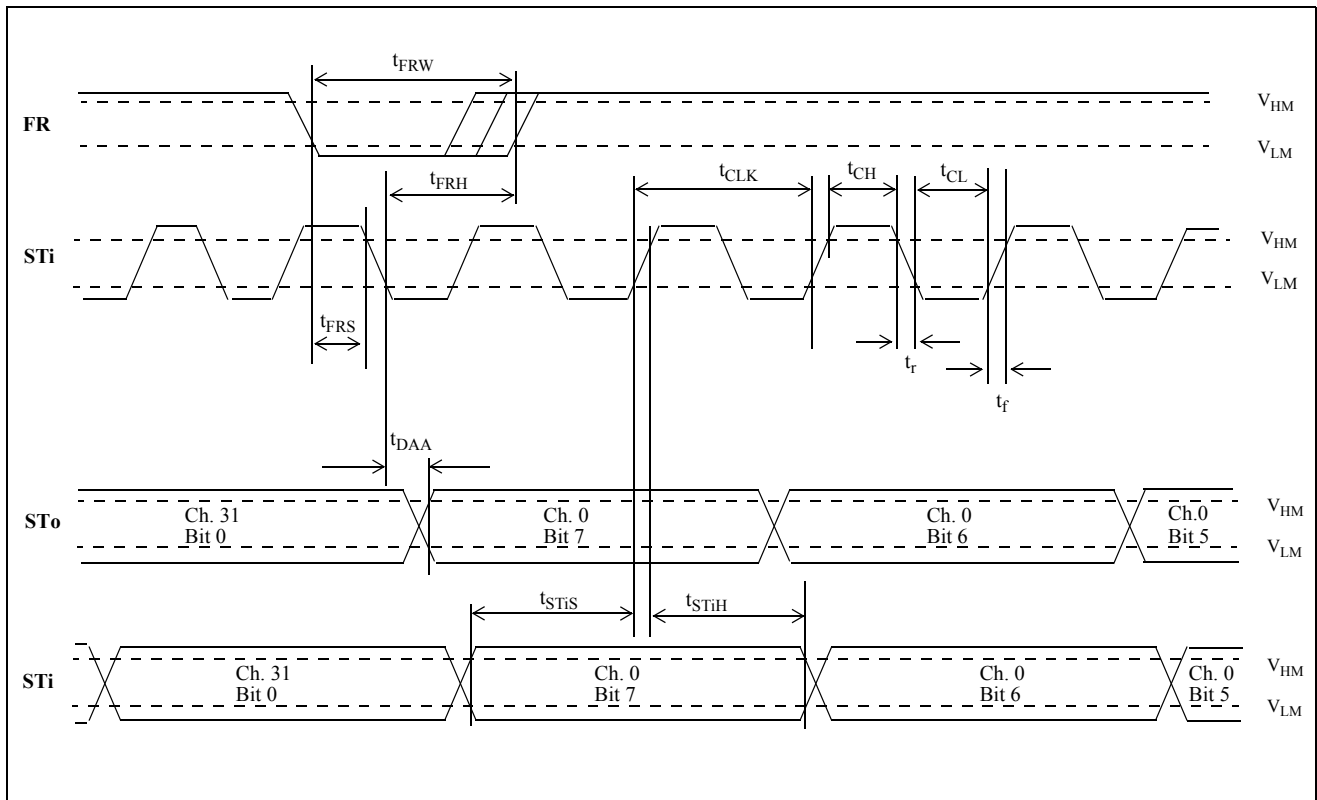 tFRW
FR
VHM
VLM
tFRH
tCLK
tCH
tCL
STi
VHM
VLM
tFRS
tr
tf
tDAA
STo
Ch. 31
Bit 0
Ch. 0
Bit 7
Ch. 0
Bit 6
Ch.0
Bit 5
VHM
VLM
tSTiS
tSTiH
STi
Ch. 31
Bit 0
Ch. 0
Bit 7
Ch. 0
Bit 6
Ch. 0
Bit 5
VHM
VLM